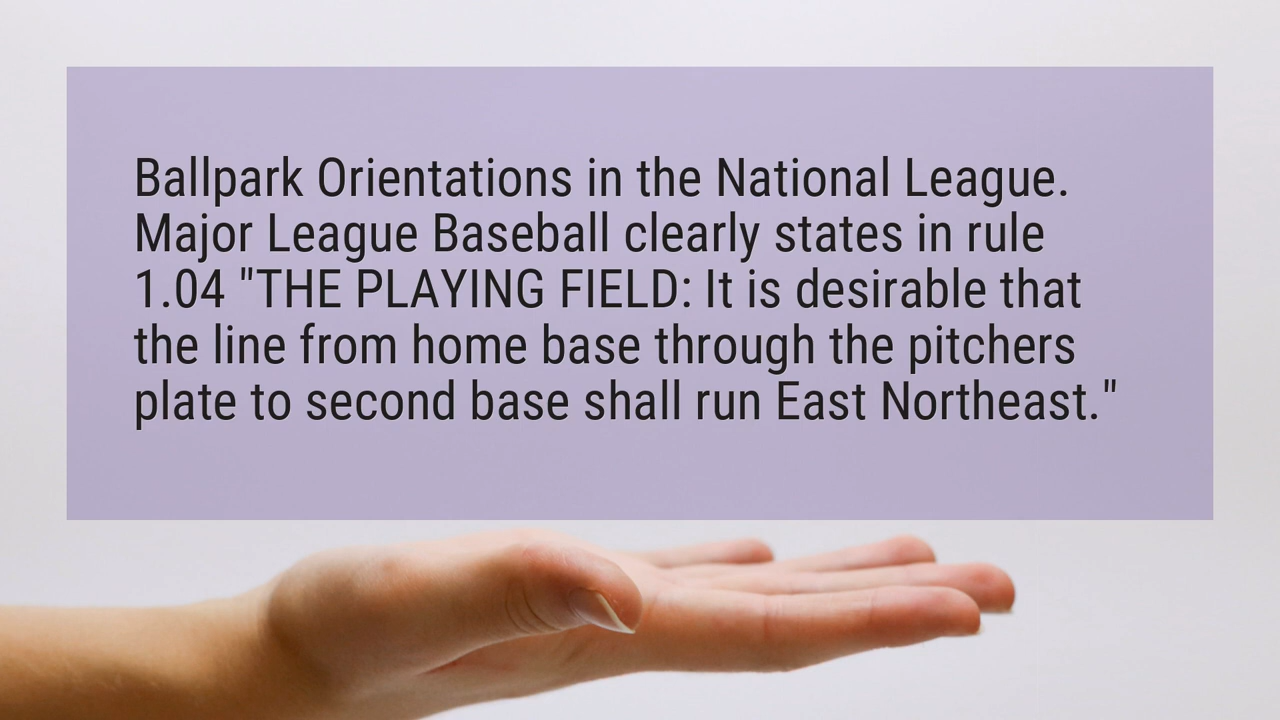 Ballpark Orientations in the National League.
Major League Baseball clearly states in rule
1.04 "THE PLAYING FIELD: It is desirable that
the line from home base through the pitchers
plate to second base shall run East Northeast."